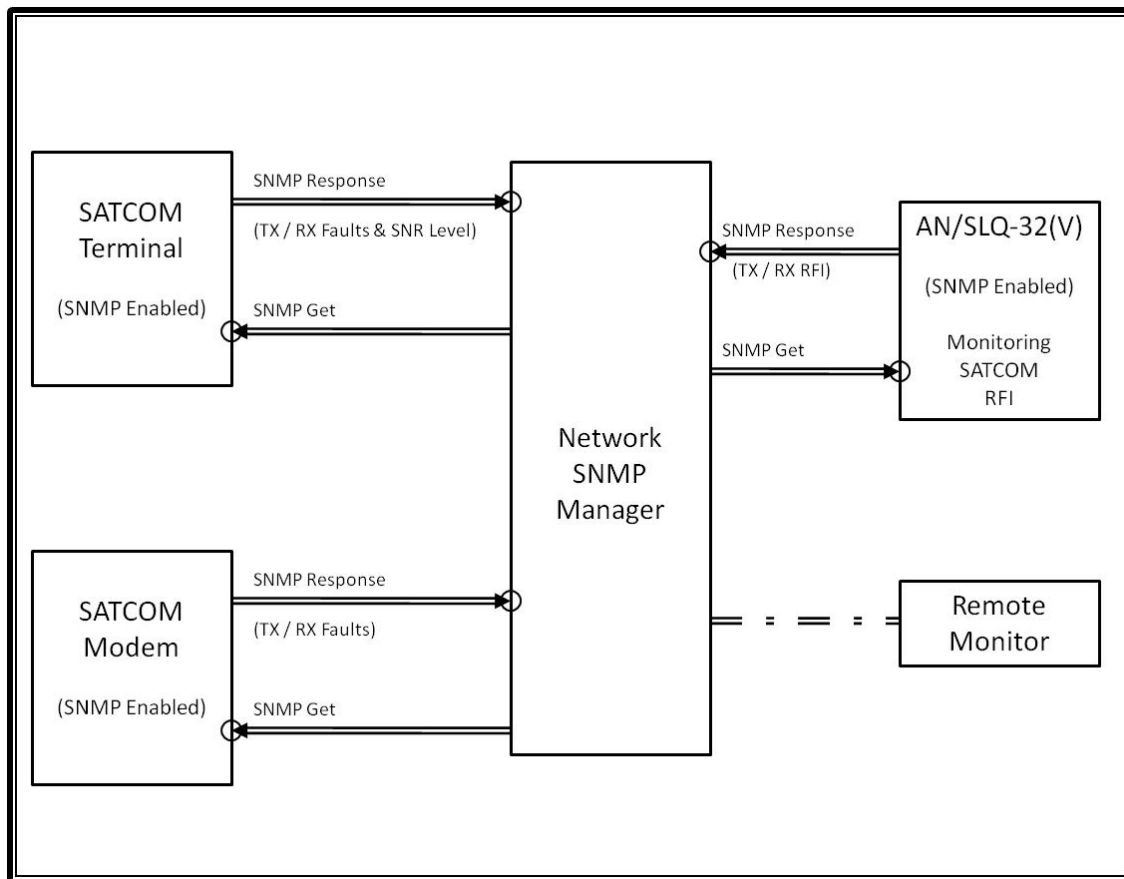 SATCOM
Terminal
(SNMP Enabled)
SNMP Response
(TX / RX Faults & SNR Level)
SNMP Get
SATCOM
Modem
(SNMP Enabled)
SNMP Response
(TX / RX Faults)
SNMP Get
Network
SNMP
Manager
SNMP Response
(TX / RX RFI)
SNMP Get
AN/SLQ-32(V)
(SNMP Enabled)
Monitoring
SATCOM
RFI
Remote
Monitor